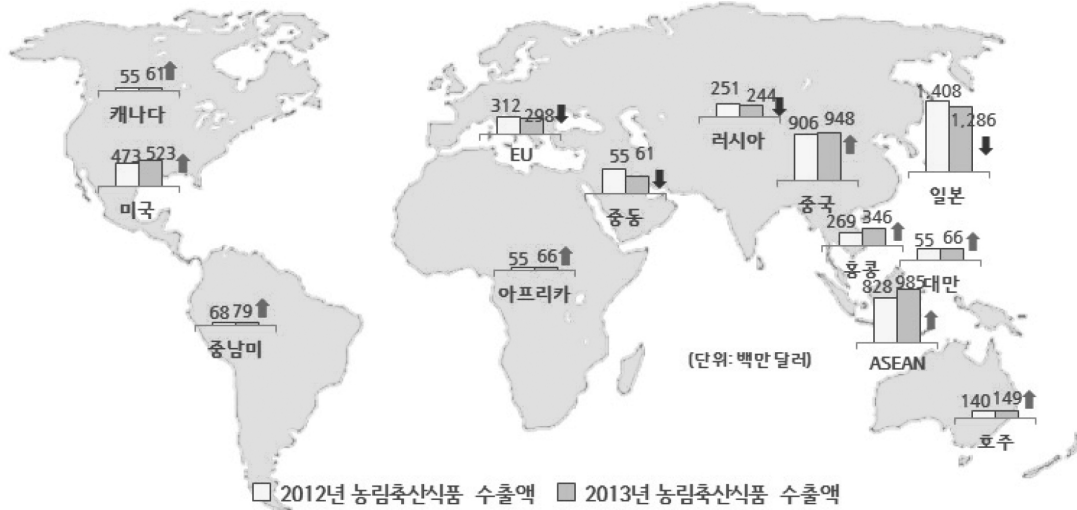 55 61
캐나다
473 523
미국
68 79
중남미
312 298
EU
55 61
중동
55 66
아프리카
251 244
러시아
906 948
중국
1,408
1,286
일본
269 346
홍콩
55 66
대만
828 985
ASEAN
(단위: 백만 달러)
140 149
호주
2012년 농림축산식품 수출액 2013년 농림축산식품 수출액